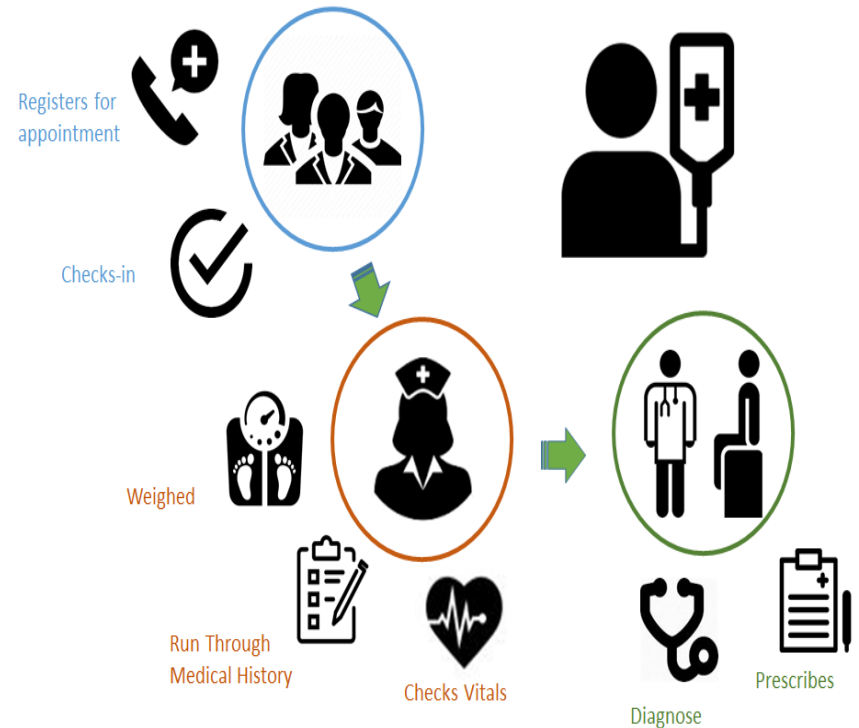 Registers for
appointment
Checks-in
Weighed
Run Through
Medical History
Checks Vitals
Diagnose
Prescribes